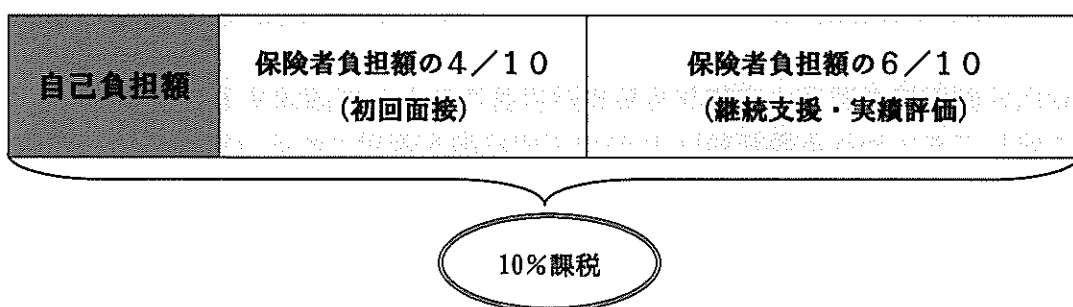 自己負担額
保険者負担額の4／10
(初回面接)
保険者負担額の6／10
(継続支援・実績評価)
10％課税